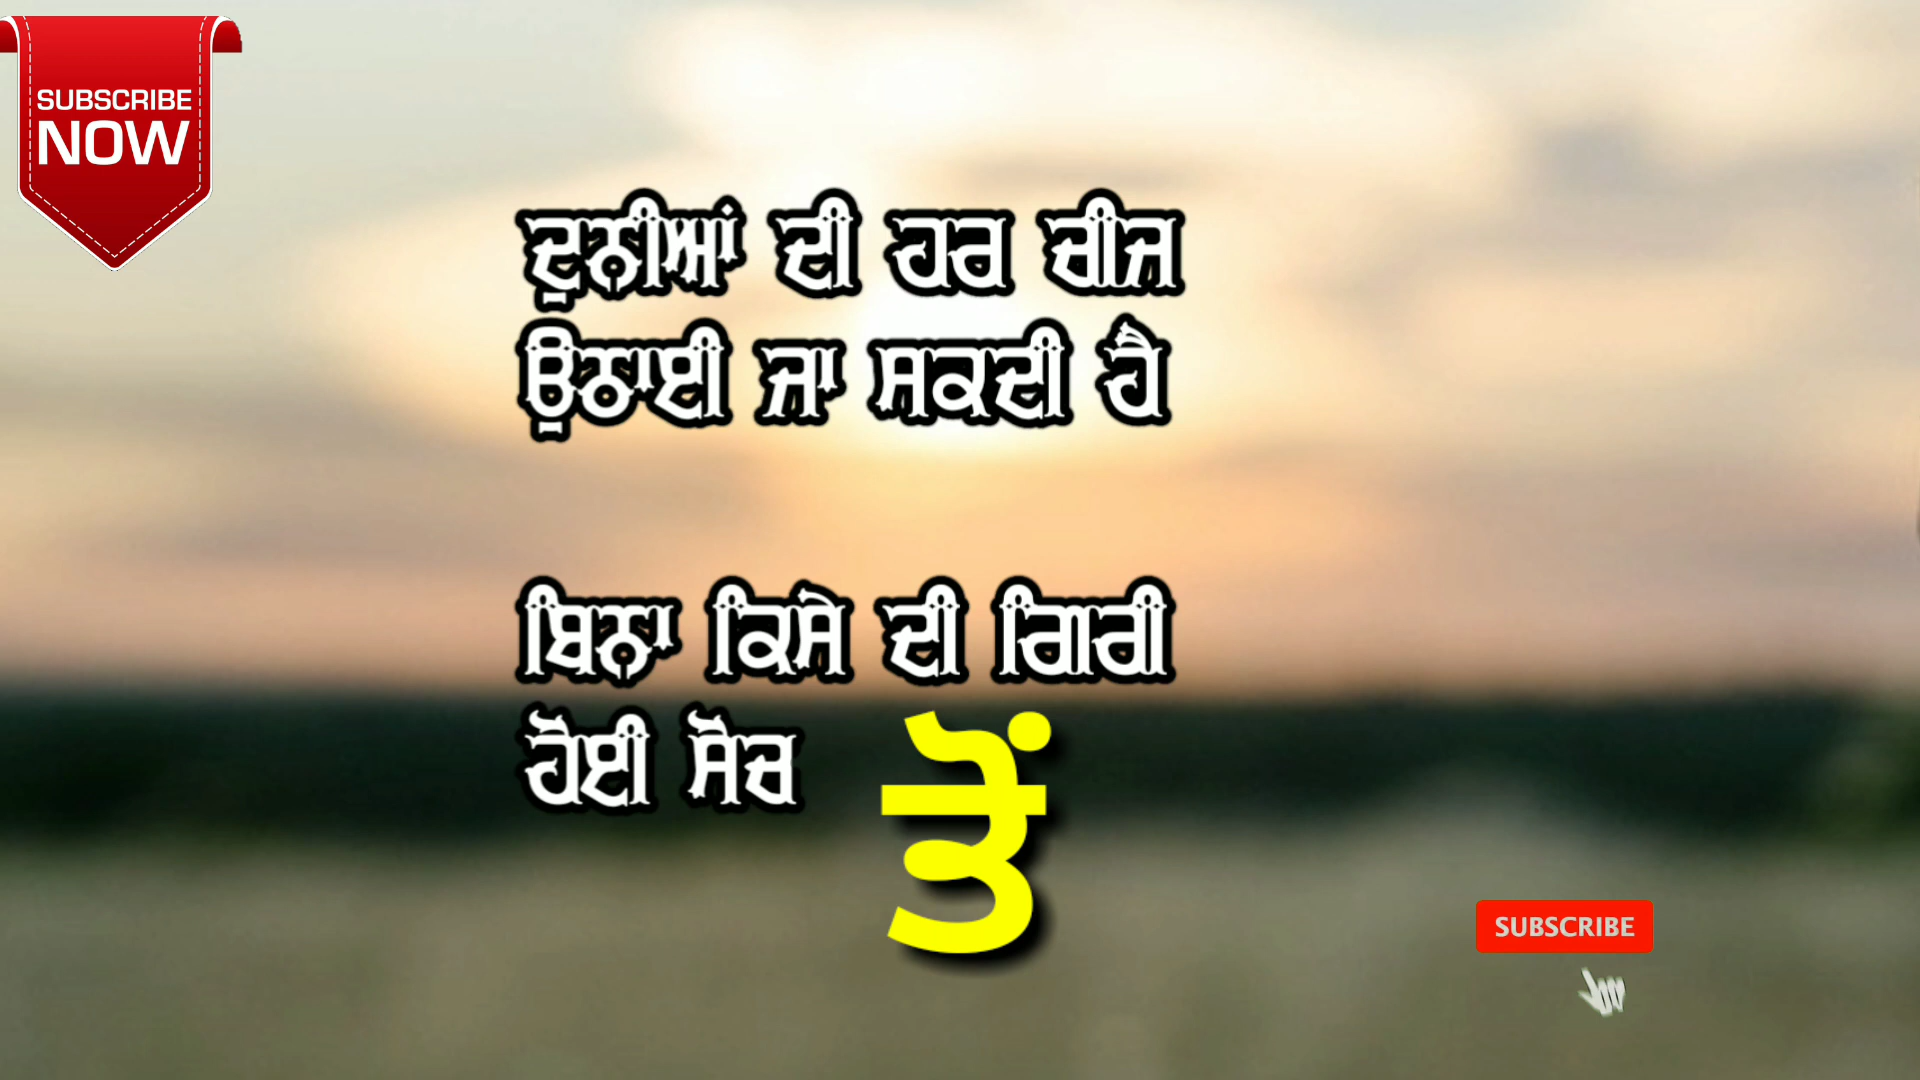 SUBSCRIBE
NOW
ਦੁਨੀਆਂ ਦੀ ਹਰ ਚੀਜ
ਉਠਾਈ ਜਾ ਸਕਦੀ ਹੈ
ਬਿਨਾ ਕਿਸੇ ਦੀ ਗਿਰੀ
ਹੋਈ ਸੋਚ ਤੋਂ
SUBSCRIBE